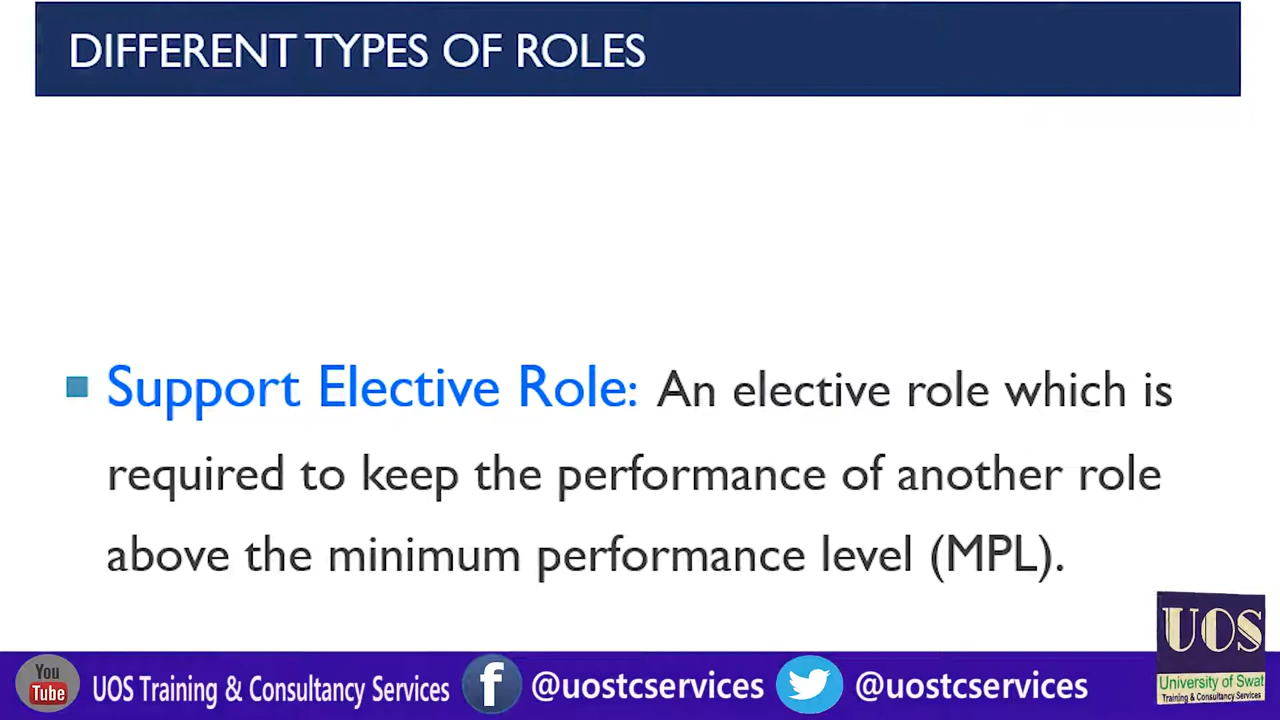 DIFFERENT TYPES OF ROLES
Support Elective Role: An elective role which is
required to keep the performance of another role
above the minimum performance level (MPL).
UOS
University of Swat
Training & Consultancy Services
You
Tube
UOS Training & Consultancy Services
f
@uostcservices
@uostcservices